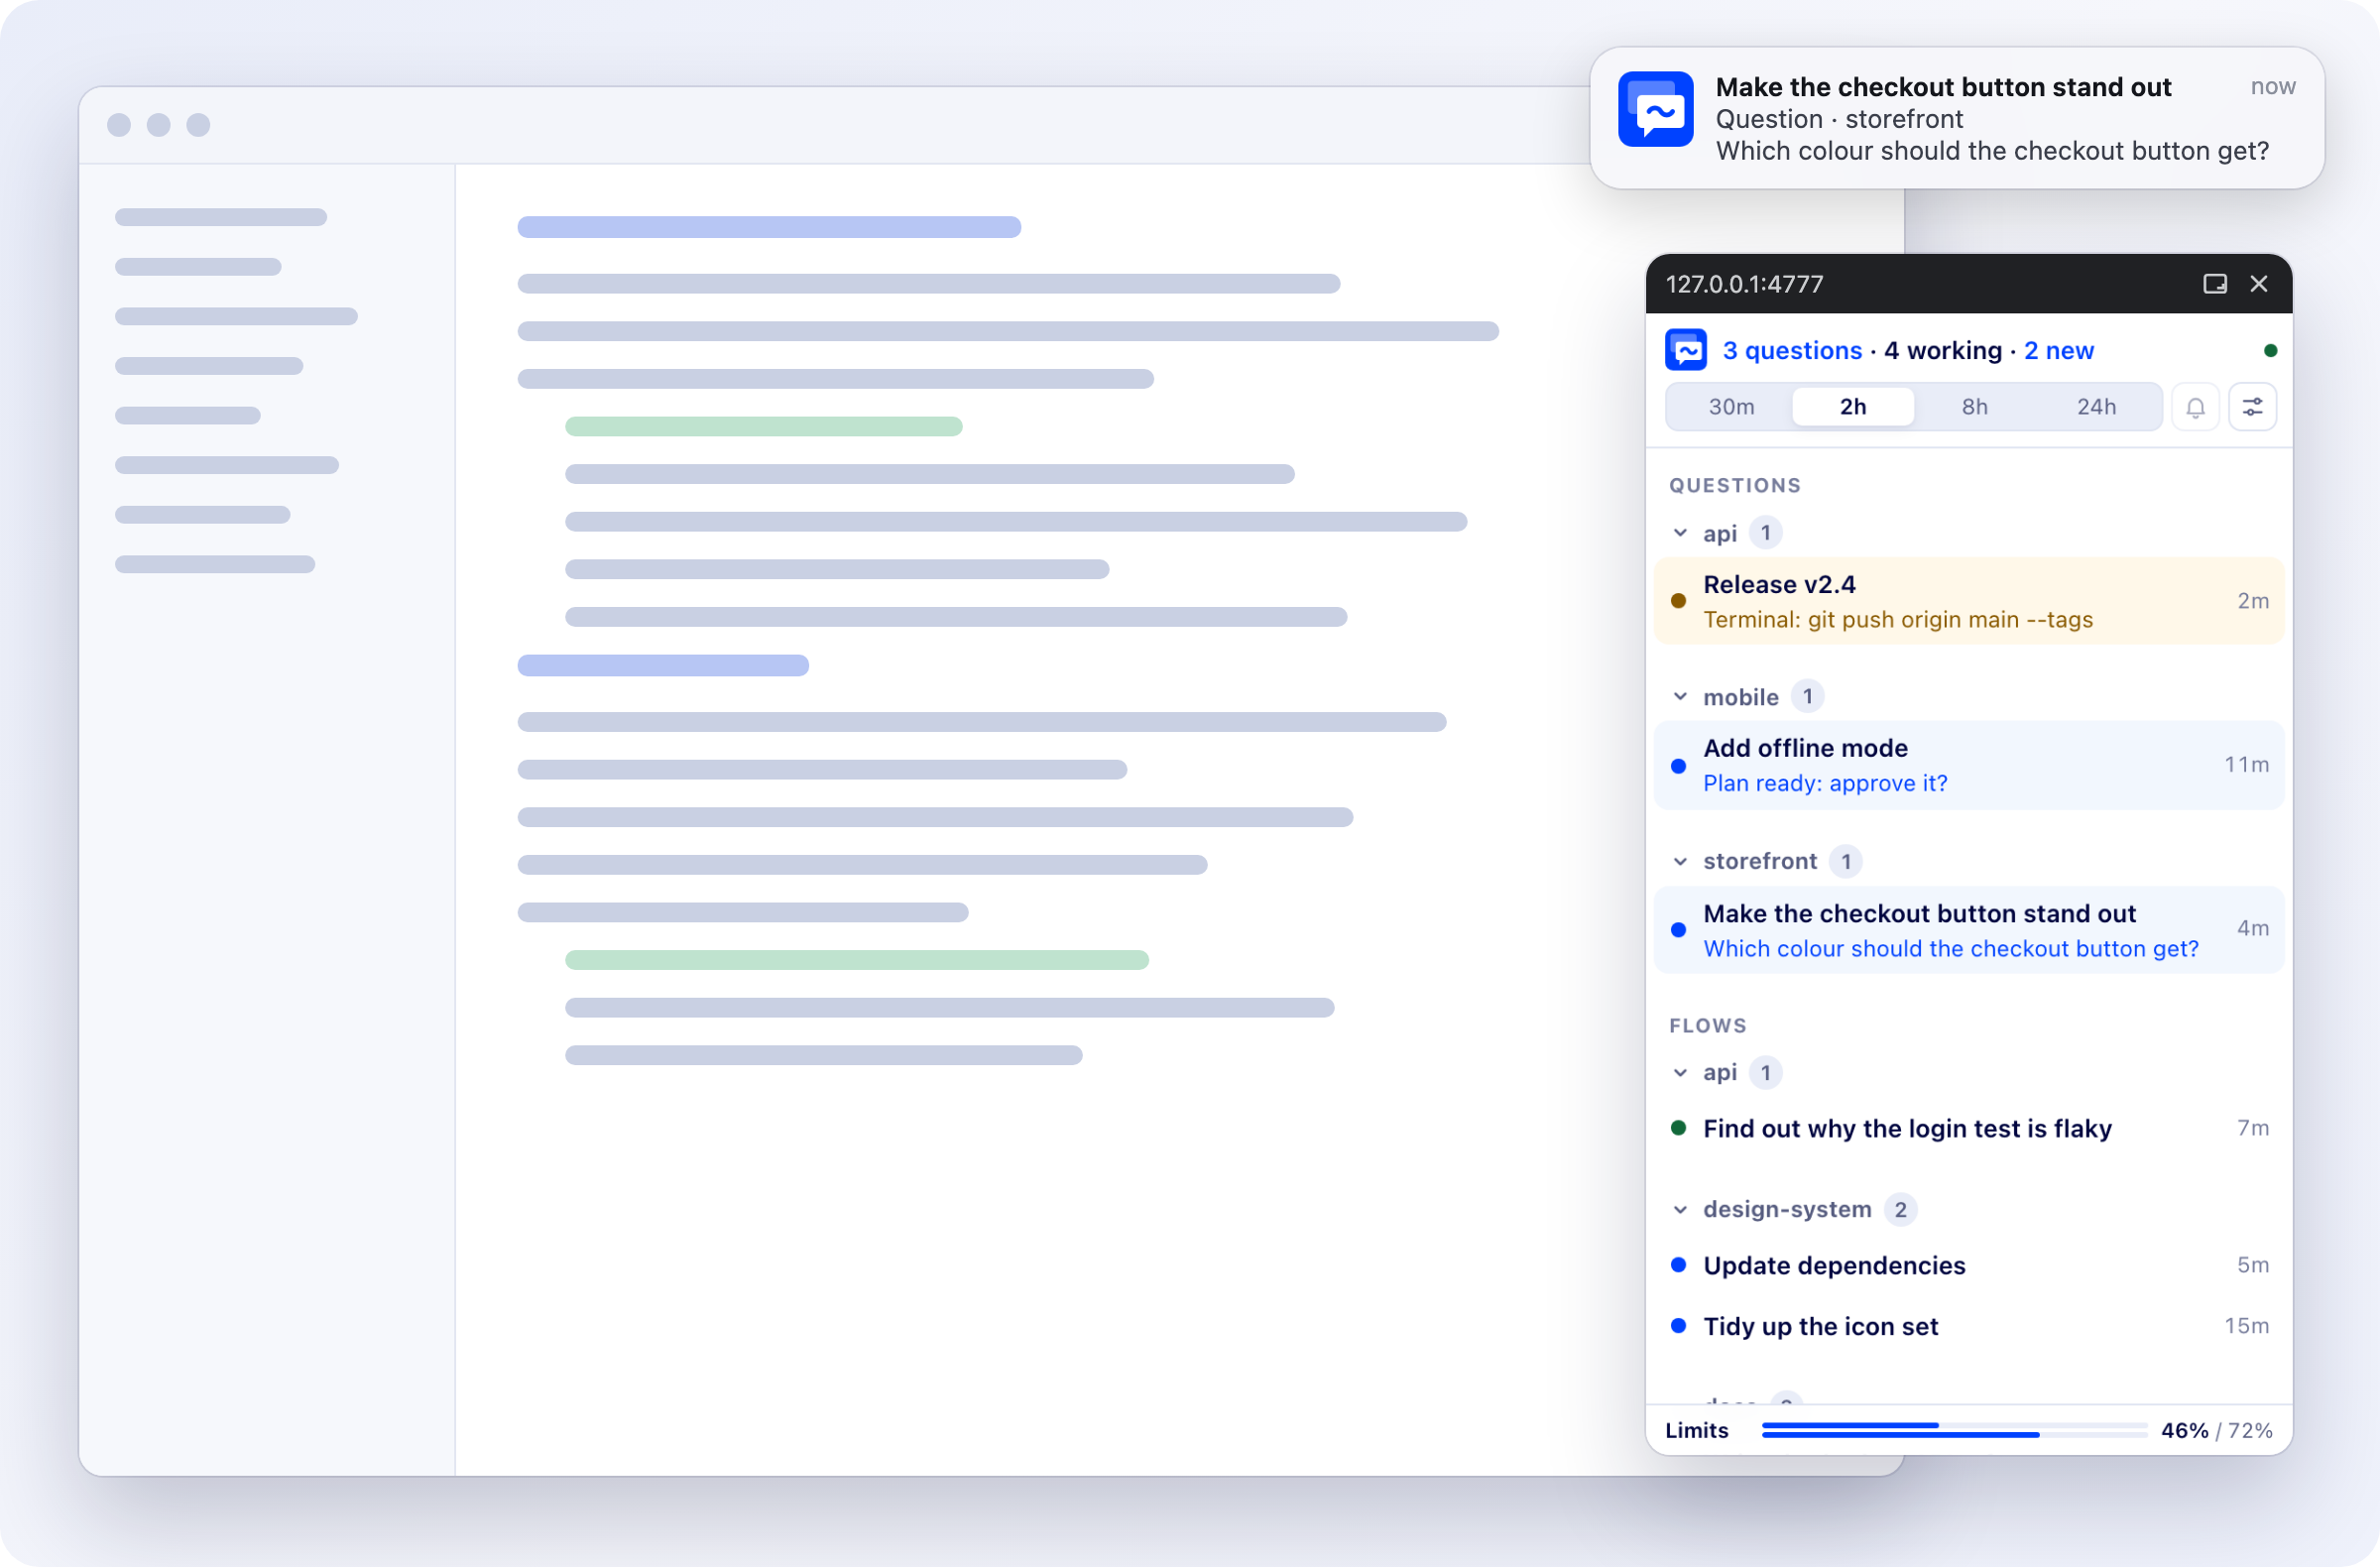 Make the checkout button stand out now
Question · storefront
Which colour should the checkout button get?
127.0.0.1:4777
3 questions · 4 working · 2 new
30m 2h 8h 24h
QUESTIONS
api 1
Release v2.4 2m
Terminal: git push origin main --tags
mobile 1
Add offline mode 11m
Plan ready: approve it?
storefront 1
Make the checkout button stand out 4m
Which colour should the checkout button get?
FLOWS
api 1
Find out why the login test is flaky 7m
design-system 2
Update dependencies 5m
Tidy up the icon set 15m
Limits 46% / 72%